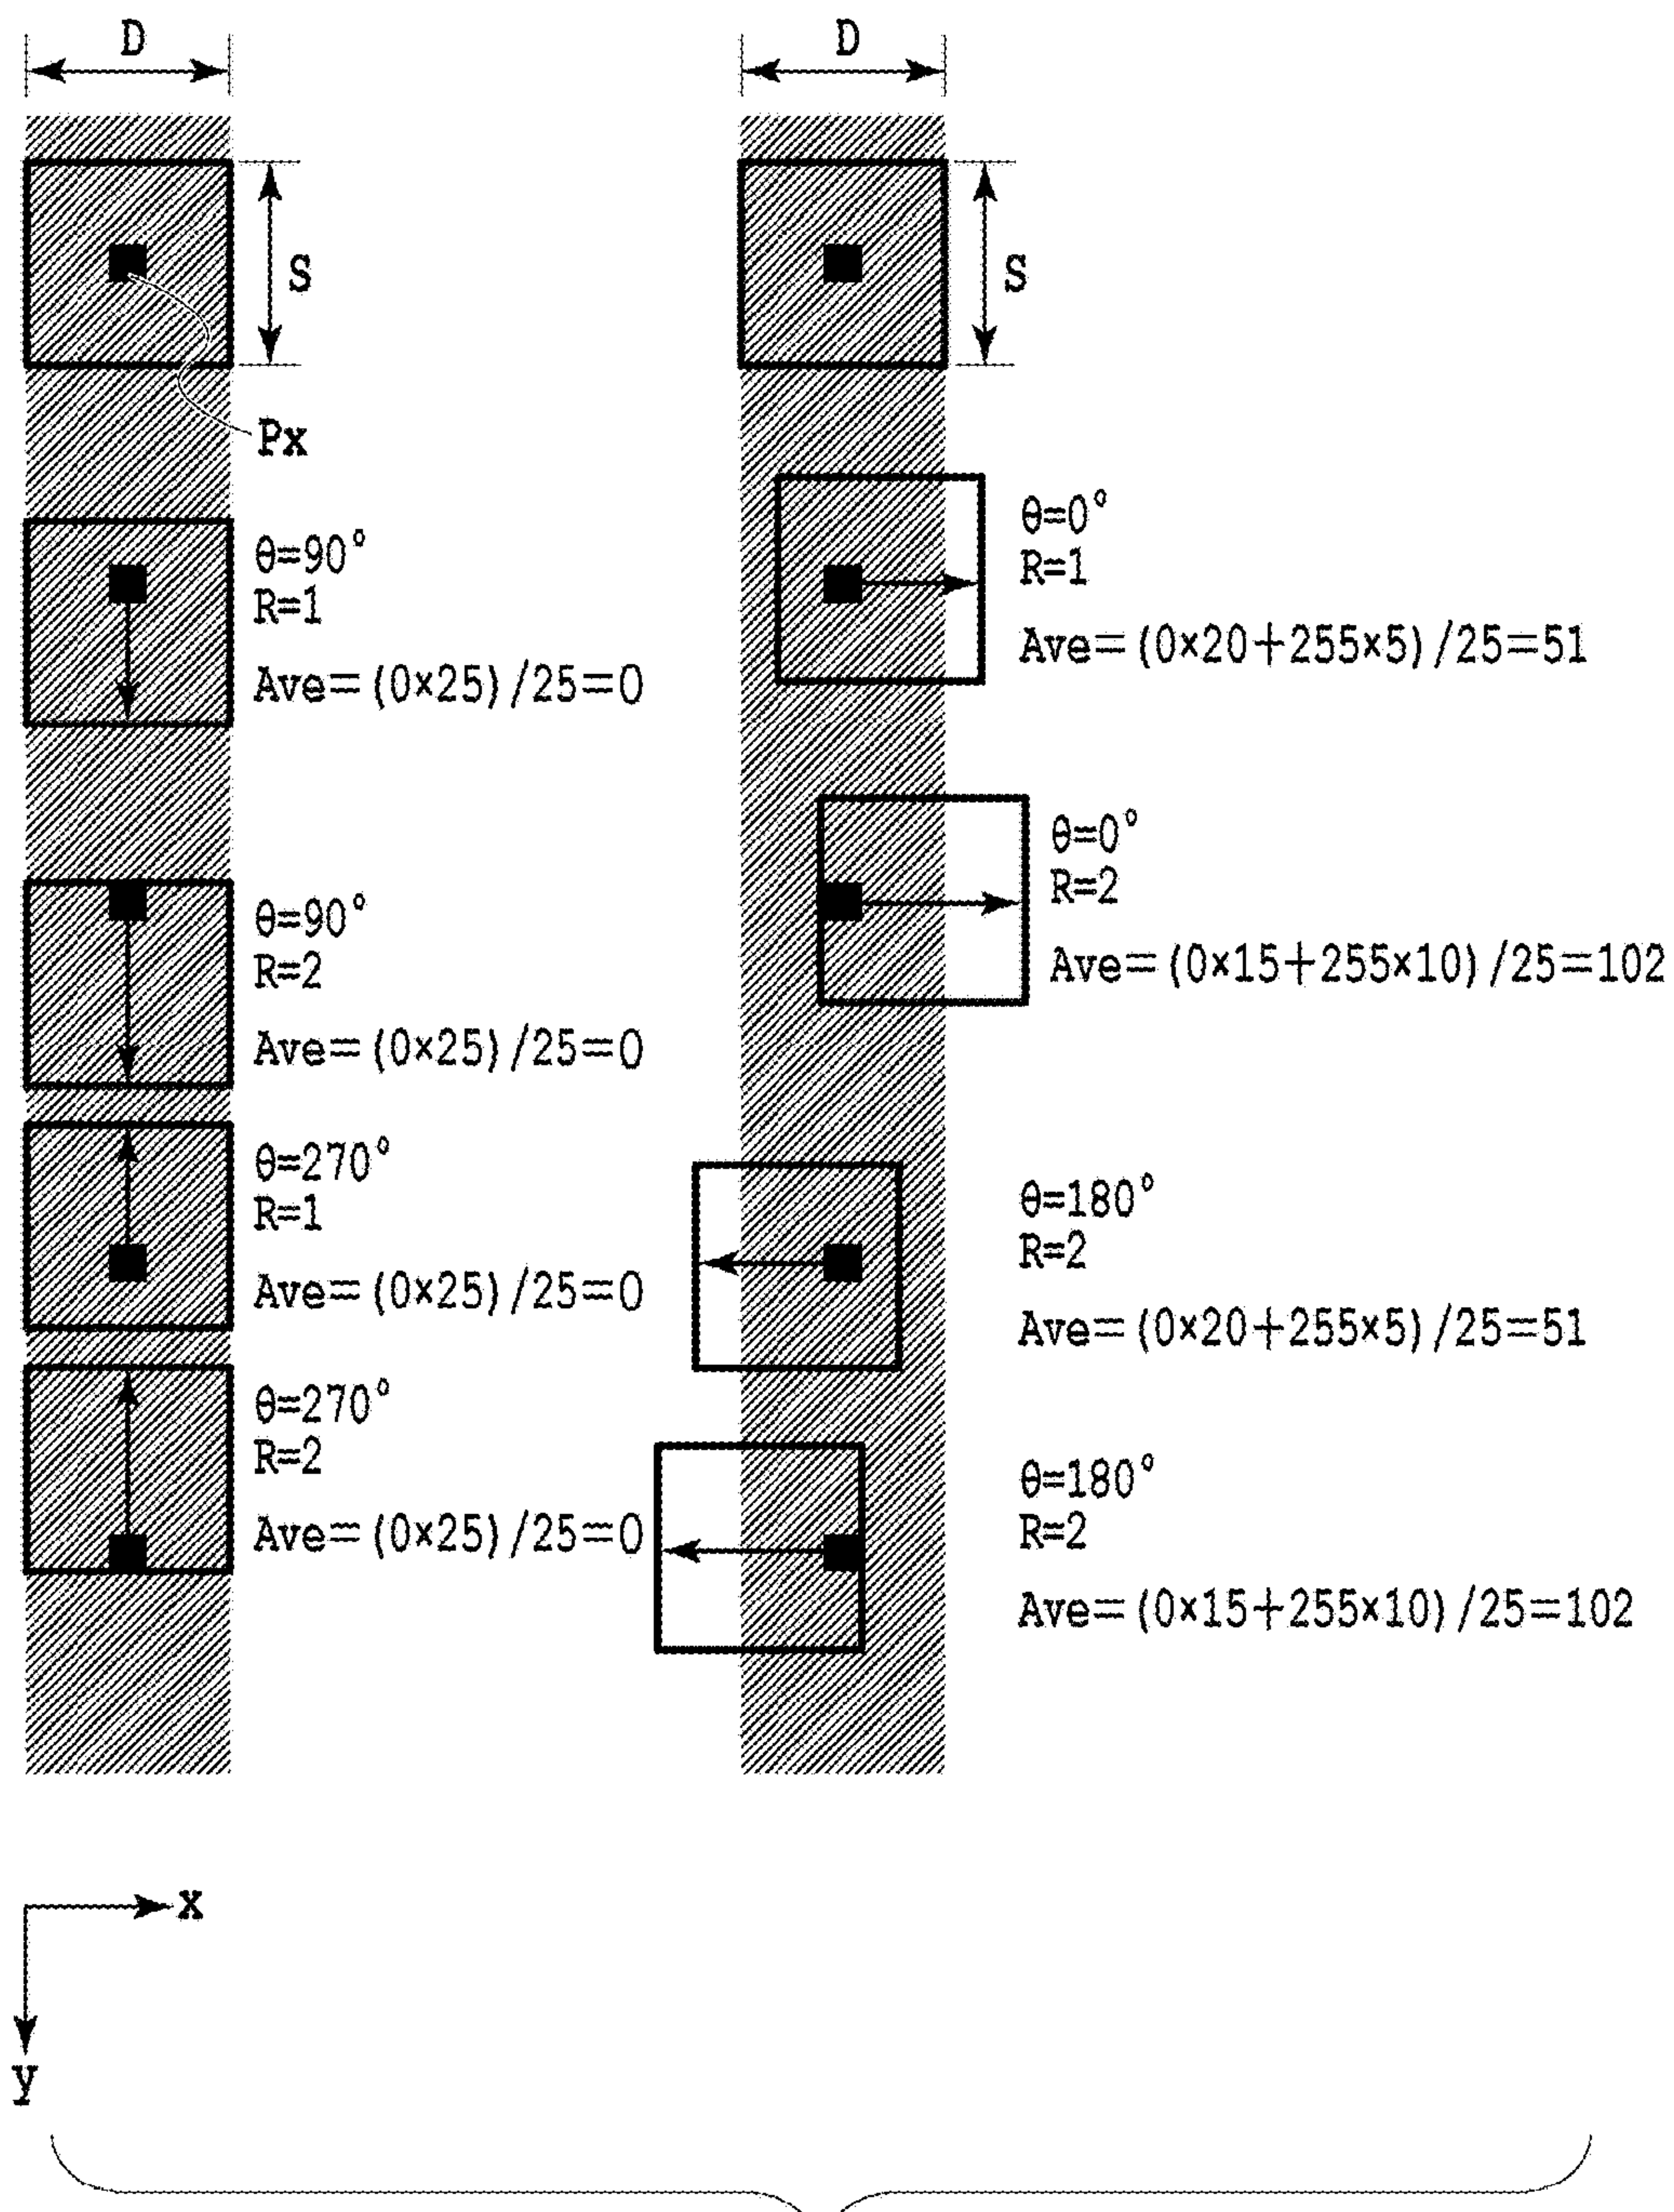 D
S
Px
θ=90°
R=1
Ave=(0×25)/25=0
θ=90°
R=2
Ave=(0×25)/25=0
θ=270°
R=1
Ave=(0×25)/25=0
θ=270°
R=2
Ave=(0×25)/25=0
D
S
θ=0°
R=1
Ave=(0×20+255×5)/25=51
θ=0°
R=2
Ave=(0×15+255×10)/25=102
θ=180°
R=2
Ave=(0×20+255×5)/25=51
θ=180°
R=2
Ave=(0×15+255×10)/25=102
x
y